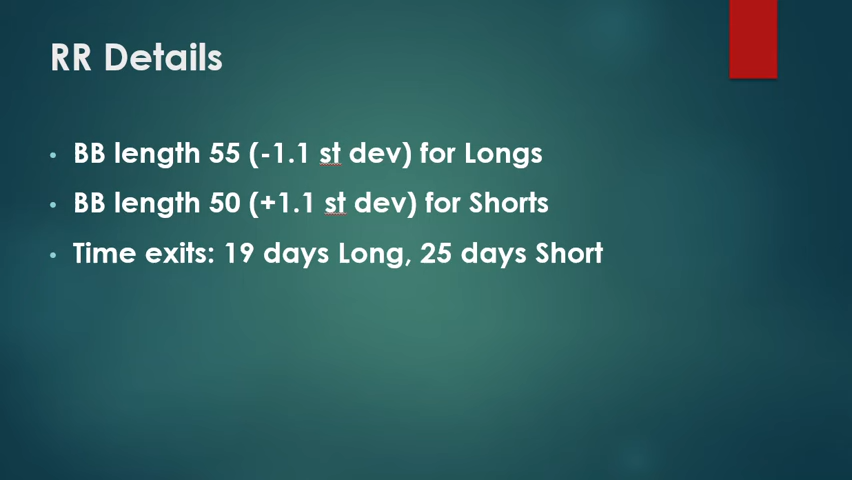 RR Details
BB length 55 (-1.1 st dev) for Longs
BB length 50 (+1.1 st dev) for Shorts
Time exits: 19 days Long, 25 days Short